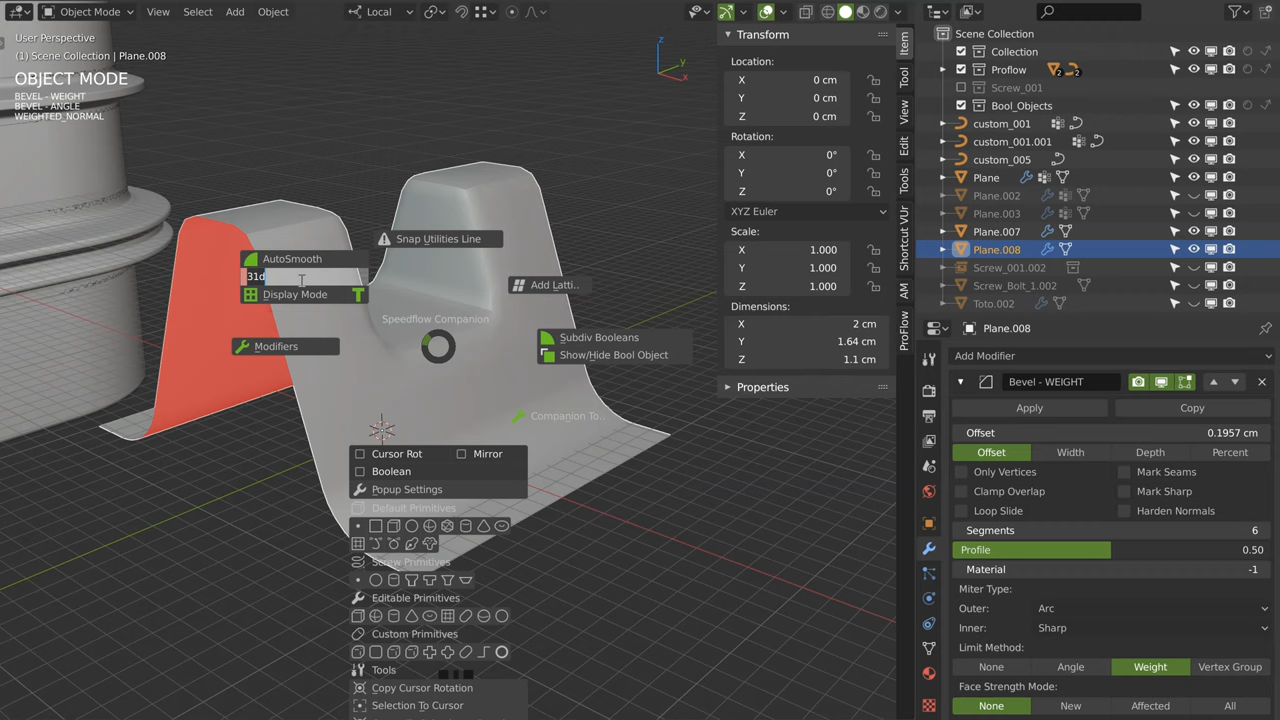 Object Mode
View
Select
Add
Object
Local
User Perspective
(1) Scene Collection | Plane.008
OBJECT MODE
BEVEL - WEIGHT
BEVEL - ANGLE
WEIGHTED_NORMAL
z
y
x
Snap Utilities Line
AutoSmooth
31d
Display Mode
Add Latti..
Speedflow Companion
Subdiv Booleans
Show/Hide Bool Object
Modifiers
Companion To..
Cursor Rot
Mirror
Boolean
Popup Settings
Default Primitives
Screw Primitives
Editable Primitives
Custom Primitives
Tools
Copy Cursor Rotation
Selection To Cursor
Transform
Location:
X 0 cm
Y 0 cm
Z 0 cm
Rotation:
X 0°
Y 0°
Z 0°
XYZ Euler
Scale:
X 1.000
Y 1.000
Z 1.000
Dimensions:
X 2 cm
Y 1.64 cm
Z 1.1 cm
Properties
Item
Tool
View
Edit
Tools
Shortcut VUr
AM
ProFlow
Scene Collection
Collection
Proflow 2 2
Screw_001
Bool_Objects
custom_001
custom_001.001
custom_005
Plane
Plane.002
Plane.003
Plane.007
Plane.008
Screw_001.002
Screw_Bolt_1.002
Toto.002
Plane.008
Add Modifier
Bevel - WEIGHT
Apply
Copy
Offset 0.1957 cm
Offset Width Depth Percent
Only Vertices Mark Seams
Clamp Overlap Mark Sharp
Loop Slide Harden Normals
Segments 6
Profile 0.50
Material -1
Miter Type:
Outer: Arc
Inner: Sharp
Limit Method:
None Angle Weight Vertex Group
Face Strength Mode:
None New Affected All